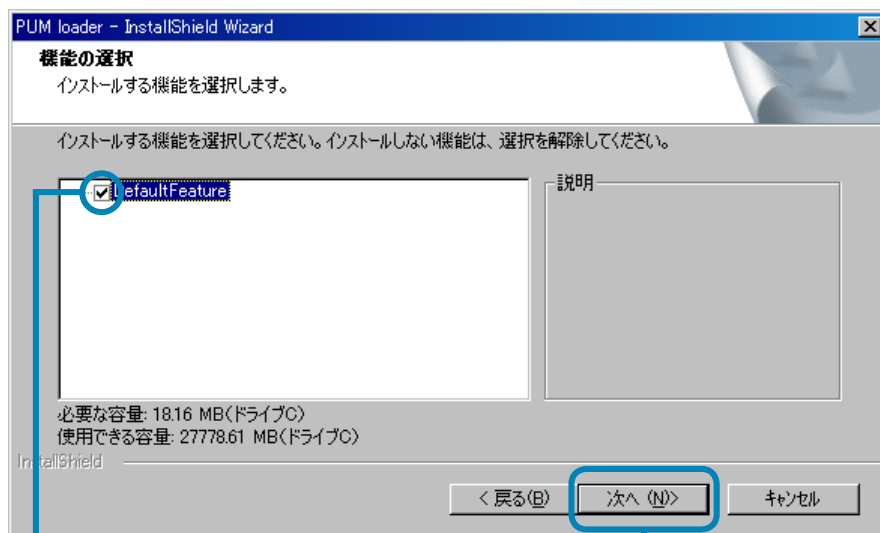 PUM loader - InstallShield Wizard
機能の選択
インストールする機能を選択します。
インストールする機能を選択してください。インストールしない機能は、選択を解除してください。
DefaultFeature
説明
必要な容量: 18.16 MB(ドライブC)
使用できる容量: 27778.61 MB(ドライブC)
InstallShield
< 戻る(B)
次へ (N)>
キャンセル